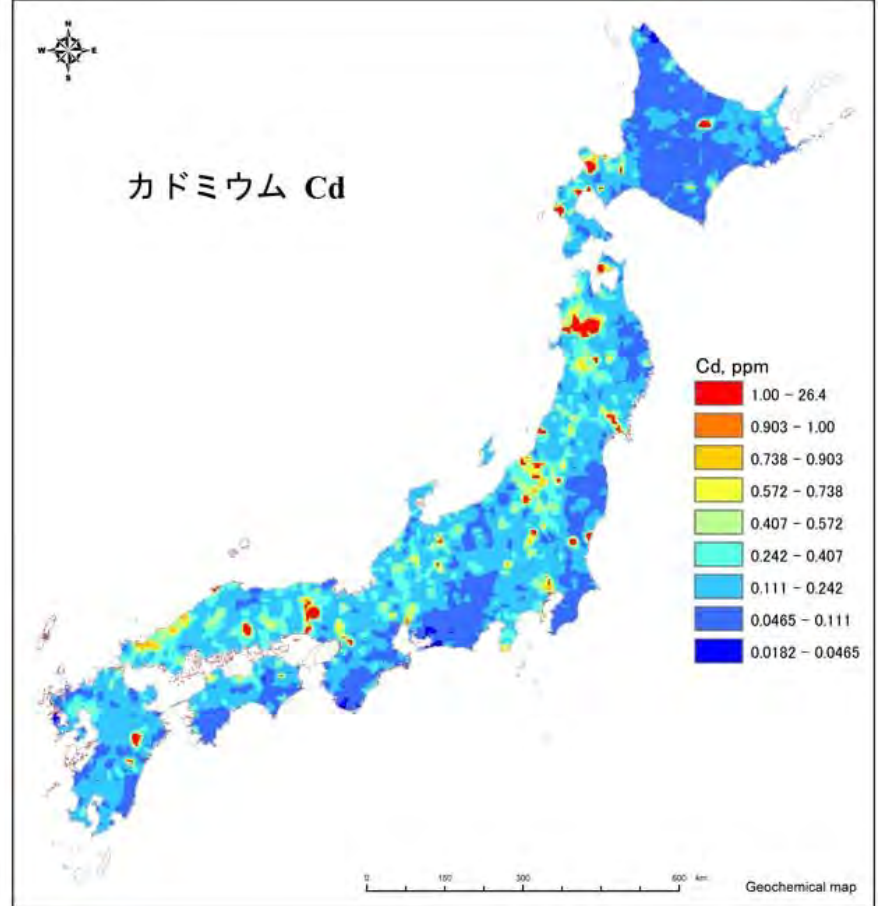 N
W E
S
カドミウム Cd
Cd, ppm
1.00 - 26.4
0.903 - 1.00
0.738 - 0.903
0.572 - 0.738
0.407 - 0.572
0.242 - 0.407
0.111 - 0.242
0.0465 - 0.111
0.0182 - 0.0465
0 150 300 600 km
Geochemical map